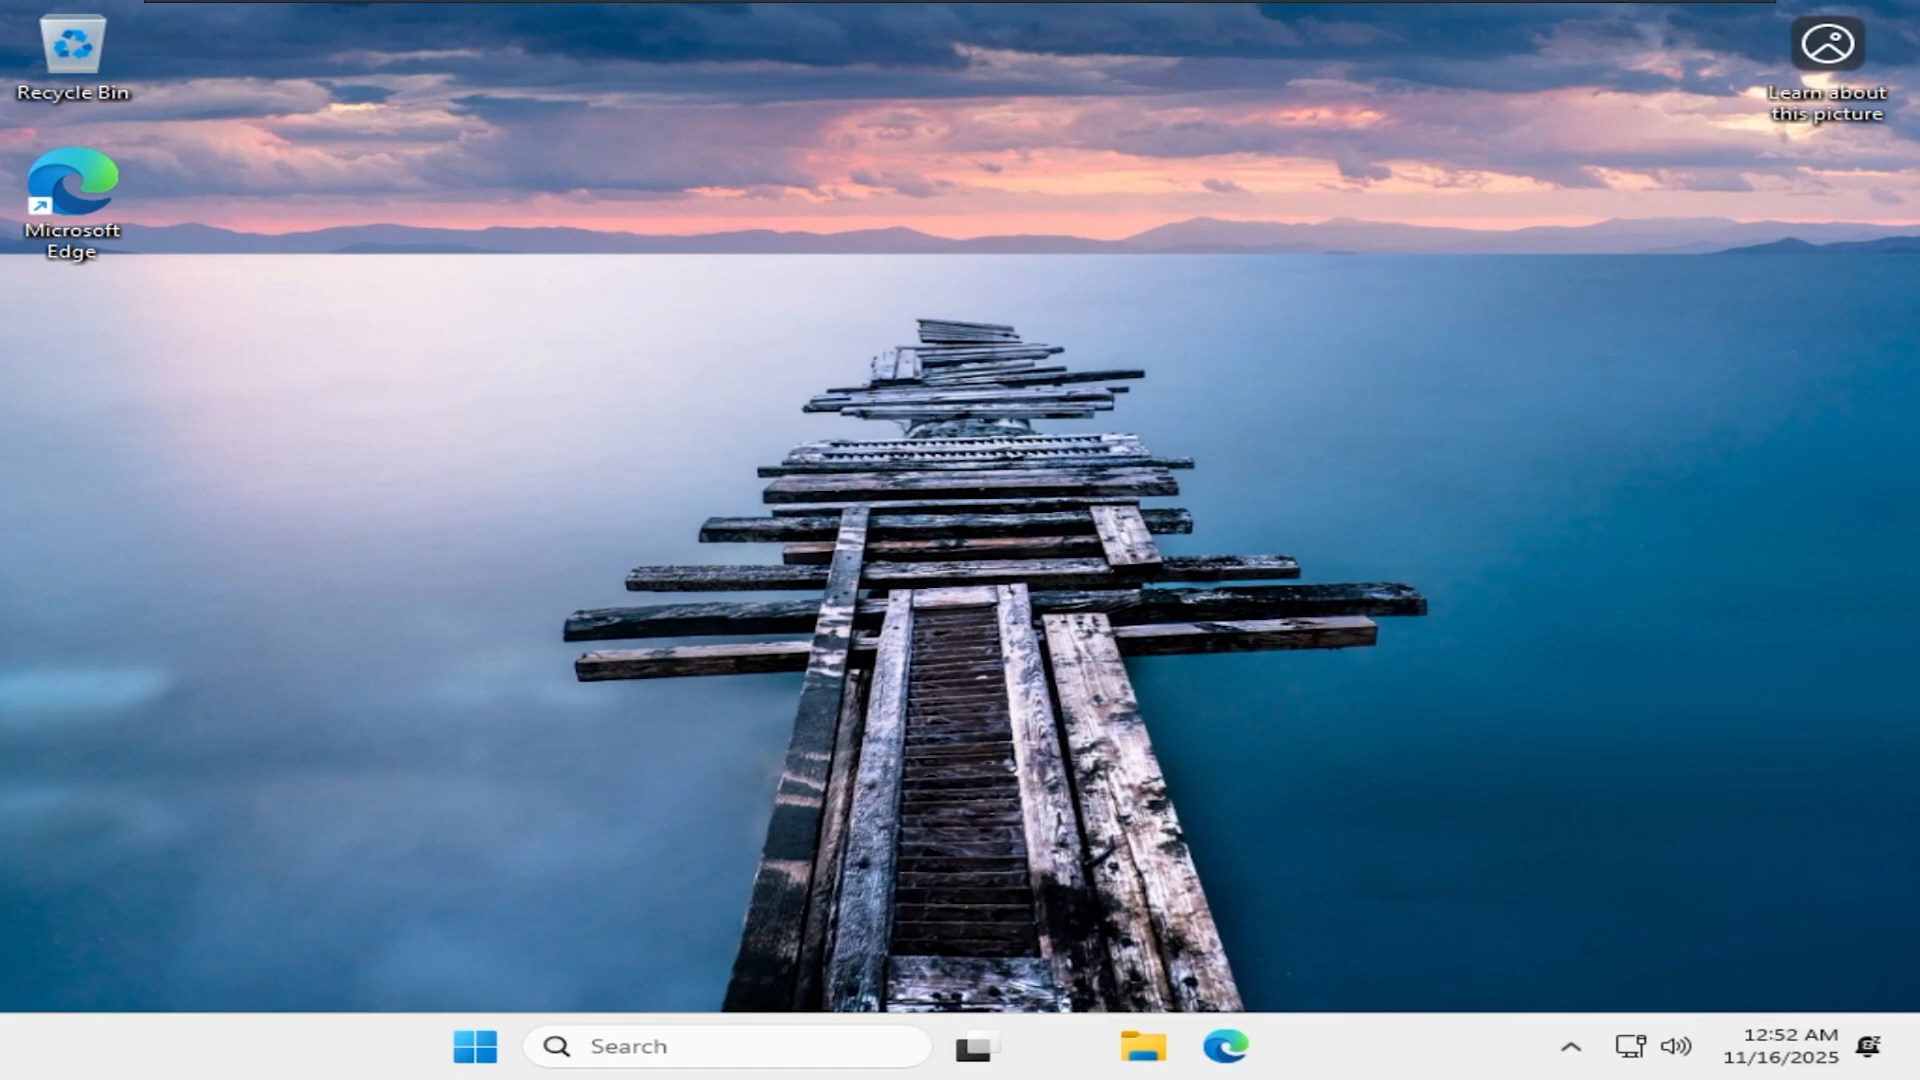 Recycle Bin
Learn about
this picture
Microsoft
Edge
Search
12:52 AM
11/16/2025